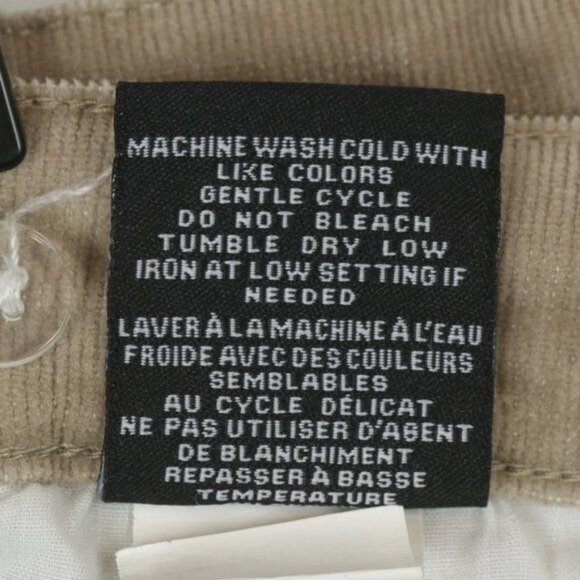 MACHINE WASH COLD WITH
LIKE COLORS
GENTLE CYCLE
DO NOT BLEACH
TUMBLE DRY LOW
IRON AT LOW SETTING IF
NEEDED
LAVER À LA MACHINE À L'EAU
FROIDE AVEC DES COULEURS
SEMBLABLES
AU CYCLE DÉLICAT
NE PAS UTILISER D'AGENT
DE BLANCHIMENT
REPASSER À BASSE
TEMPERATURE